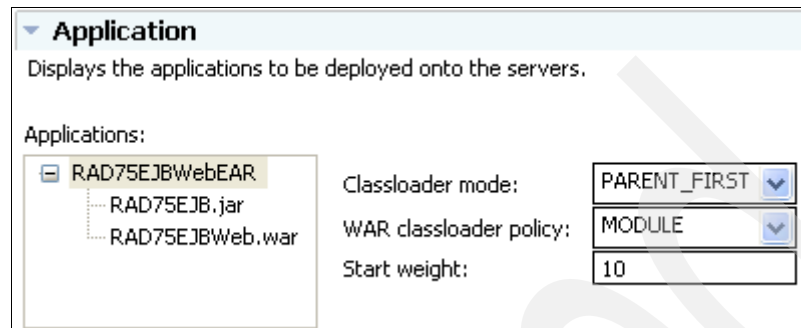 Application
Displays the applications to be deployed onto the servers.
Applications:
RAD75EJBWebEAR
RAD75EJB.jar
RAD75EJBWeb.war
Classloader mode: PARENT_FIRST
WAR classloader policy: MODULE
Start weight: 10